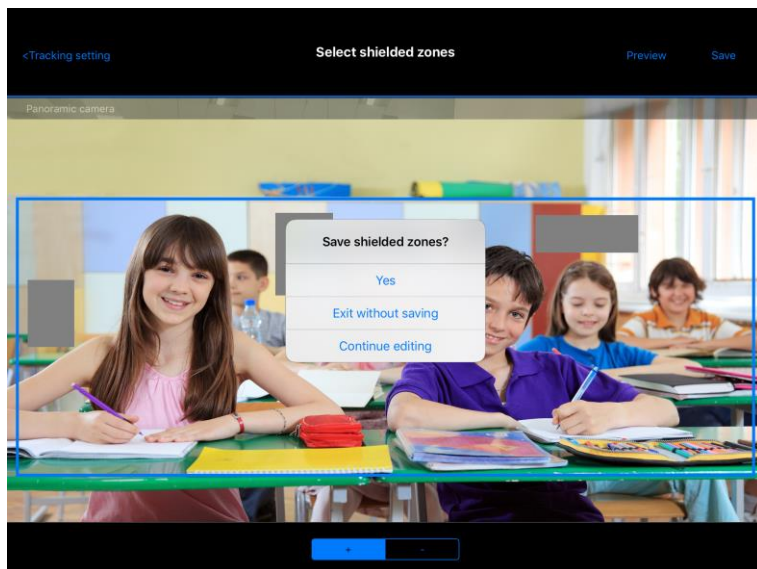 <Tracking setting
Select shielded zones
Preview
Save
Panoramic camera
Save shielded zones?
Yes
Exit without saving
Continue editing
+
-